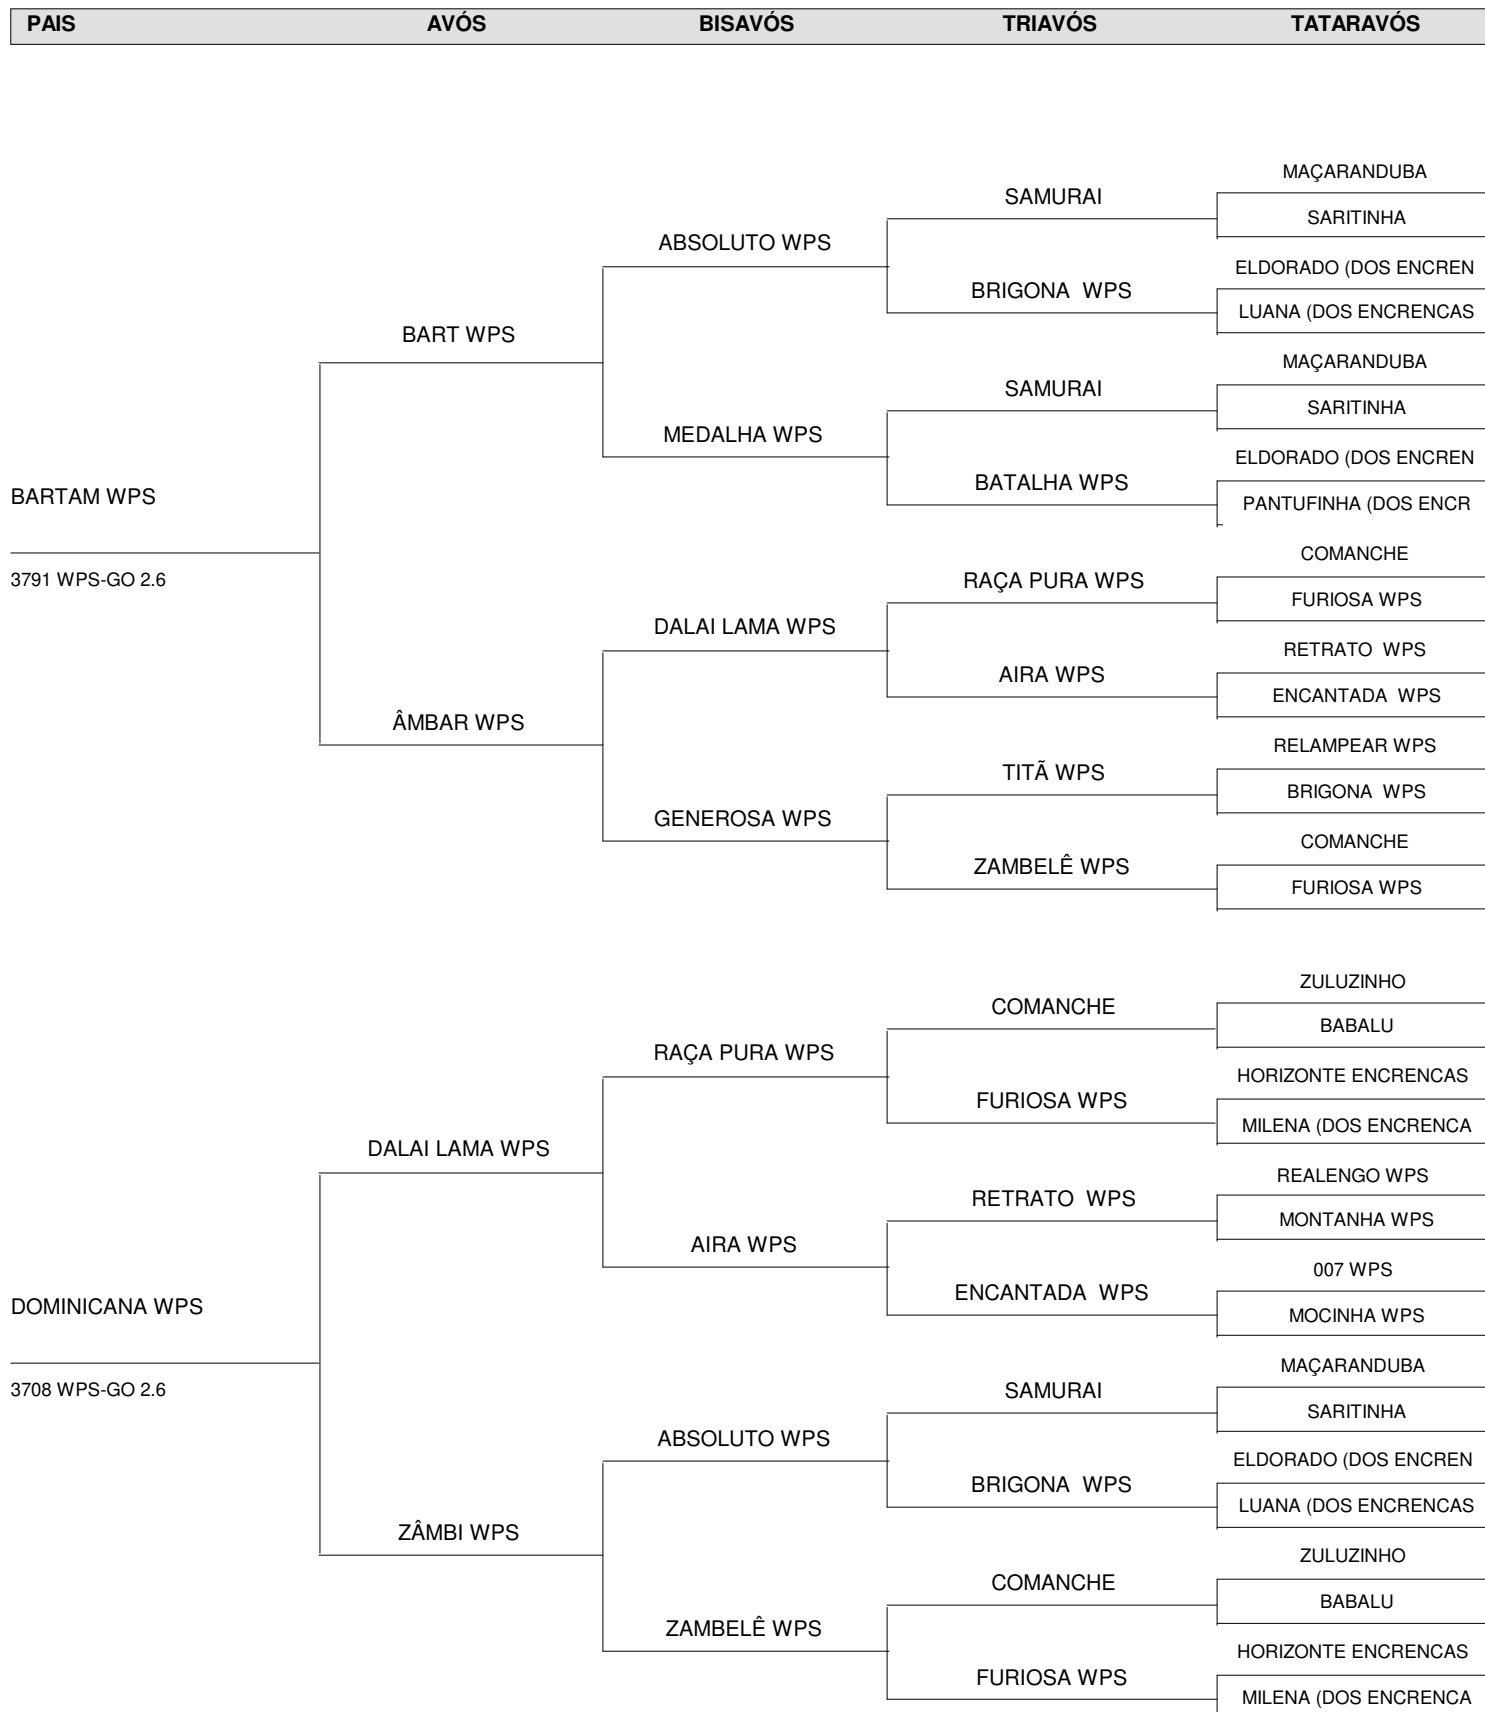 PAIS AVÓS BISAVÓS TRIAVÓS TATARAVÓS
MAÇARANDUBA
SAMURAI
SARITINHA
ABSOLUTO WPS
ELDORADO (DOS ENCREN
BRIGONA WPS
LUANA (DOS ENCRENCAS
BART WPS
MAÇARANDUBA
SAMURAI
SARITINHA
MEDALHA WPS
ELDORADO (DOS ENCREN
BATALHA WPS
BARTAM WPS
PANTUFINHA (DOS ENCR
COMANCHE
3791 WPS-GO 2.6
RAÇA PURA WPS
FURIOSA WPS
DALAI LAMA WPS
RETRATO WPS
AIRA WPS
ENCANTADA WPS
ÂMBAR WPS
RELAMPEAR WPS
TITÃ WPS
BRIGONA WPS
GENEROSA WPS
COMANCHE
ZAMBELÊ WPS
FURIOSA WPS
ZULUZINHO
COMANCHE
BABALU
RAÇA PURA WPS
HORIZONTE ENCRENCAS
FURIOSA WPS
MILENA (DOS ENCRENCA
DALAI LAMA WPS
REALENGO WPS
RETRATO WPS
MONTANHA WPS
AIRA WPS
007 WPS
ENCANTADA WPS
DOMINICANA WPS
MOCINHA WPS
MAÇARANDUBA
3708 WPS-GO 2.6
SAMURAI
SARITINHA
ABSOLUTO WPS
ELDORADO (DOS ENCREN
BRIGONA WPS
LUANA (DOS ENCRENCAS
ZÂMBI WPS
ZULUZINHO
COMANCHE
BABALU
ZAMBELÊ WPS
HORIZONTE ENCRENCAS
FURIOSA WPS
MILENA (DOS ENCRENCA